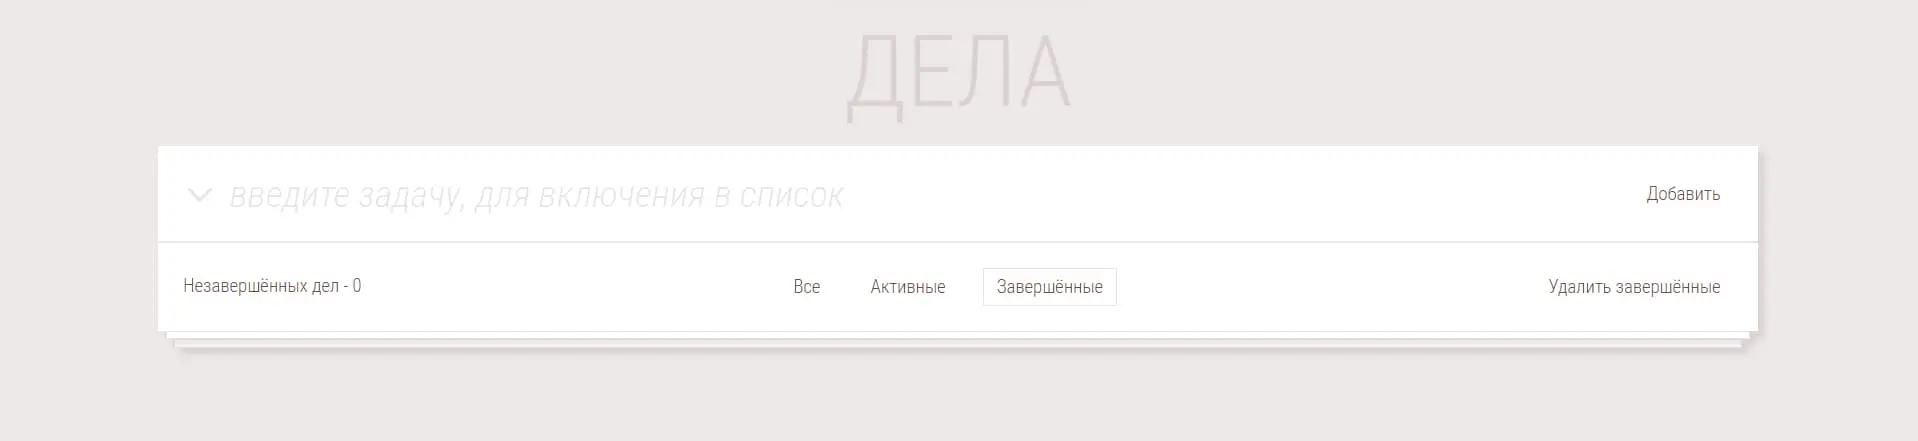 ДЕЛА
введите задачу, для включения в список Добавить
Незавершённых дел - 0 Все Активные Завершённые Удалить завершённые